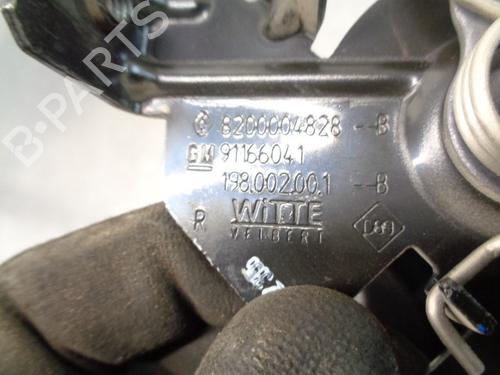 8200004828 --B
GM 91166041
198.002.00.1 --B
R WITTE
VELBERT
B-PARTS